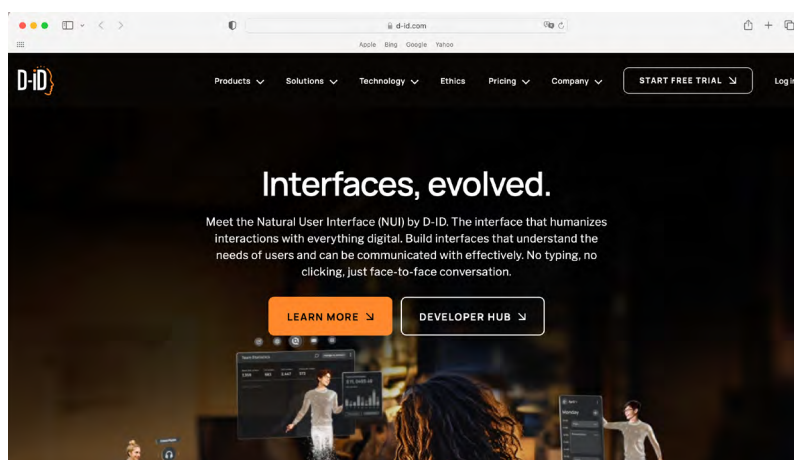 d-id.com
Apple Bing Google Yahoo
D-iD
Products Solutions Technology Ethics Pricing Company START FREE TRIAL Log in
Interfaces, evolved.
Meet the Natural User Interface (NUI) by D-ID. The interface that humanizes
interactions with everything digital. Build interfaces that understand the
needs of users and can be communicated with effectively. No typing, no
clicking, just face-to-face conversation.
LEARN MORE DEVELOPER HUB
Monday